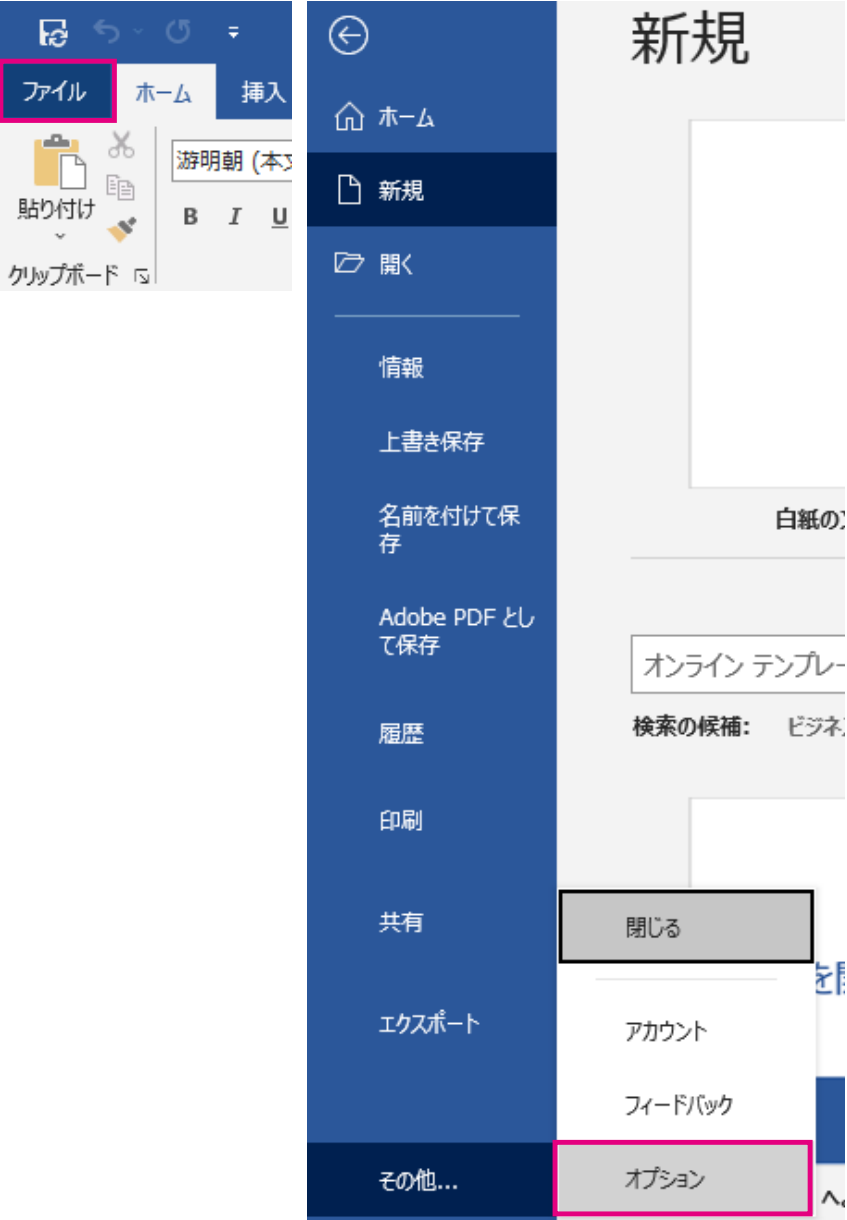 ファイル ホーム 挿入
游明朝 (本文
貼り付け
B I U
クリップボード
新規
ホーム
新規
開く
情報
上書き保存
名前を付けて保
存
Adobe PDF とし
て保存
履歴
印刷
共有
エクスポート
その他...
白紙の
オンライン テンプレー
検索の候補: ビジネ
閉じる
を開
アカウント
フィードバック
オプション
へ